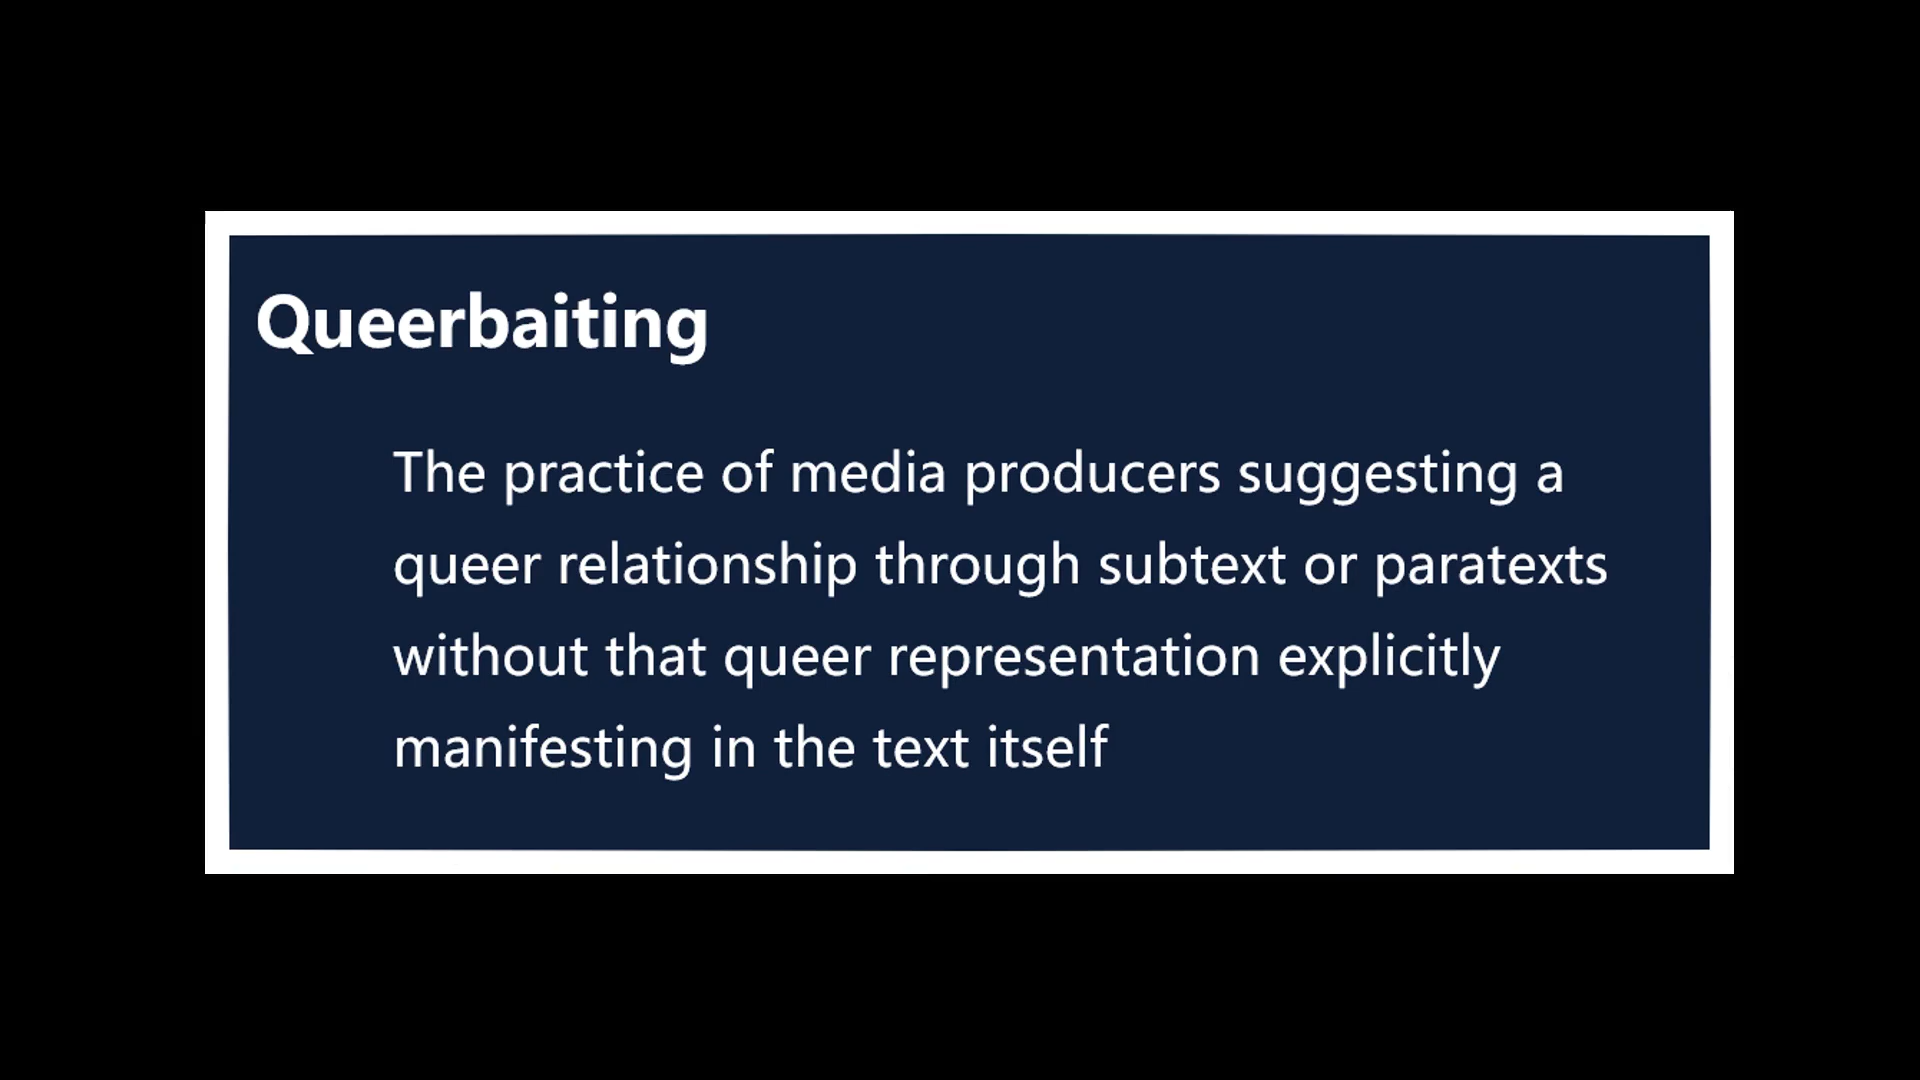 Queerbaiting
The practice of media producers suggesting a
queer relationship through subtext or paratexts
without that queer representation explicitly
manifesting in the text itself